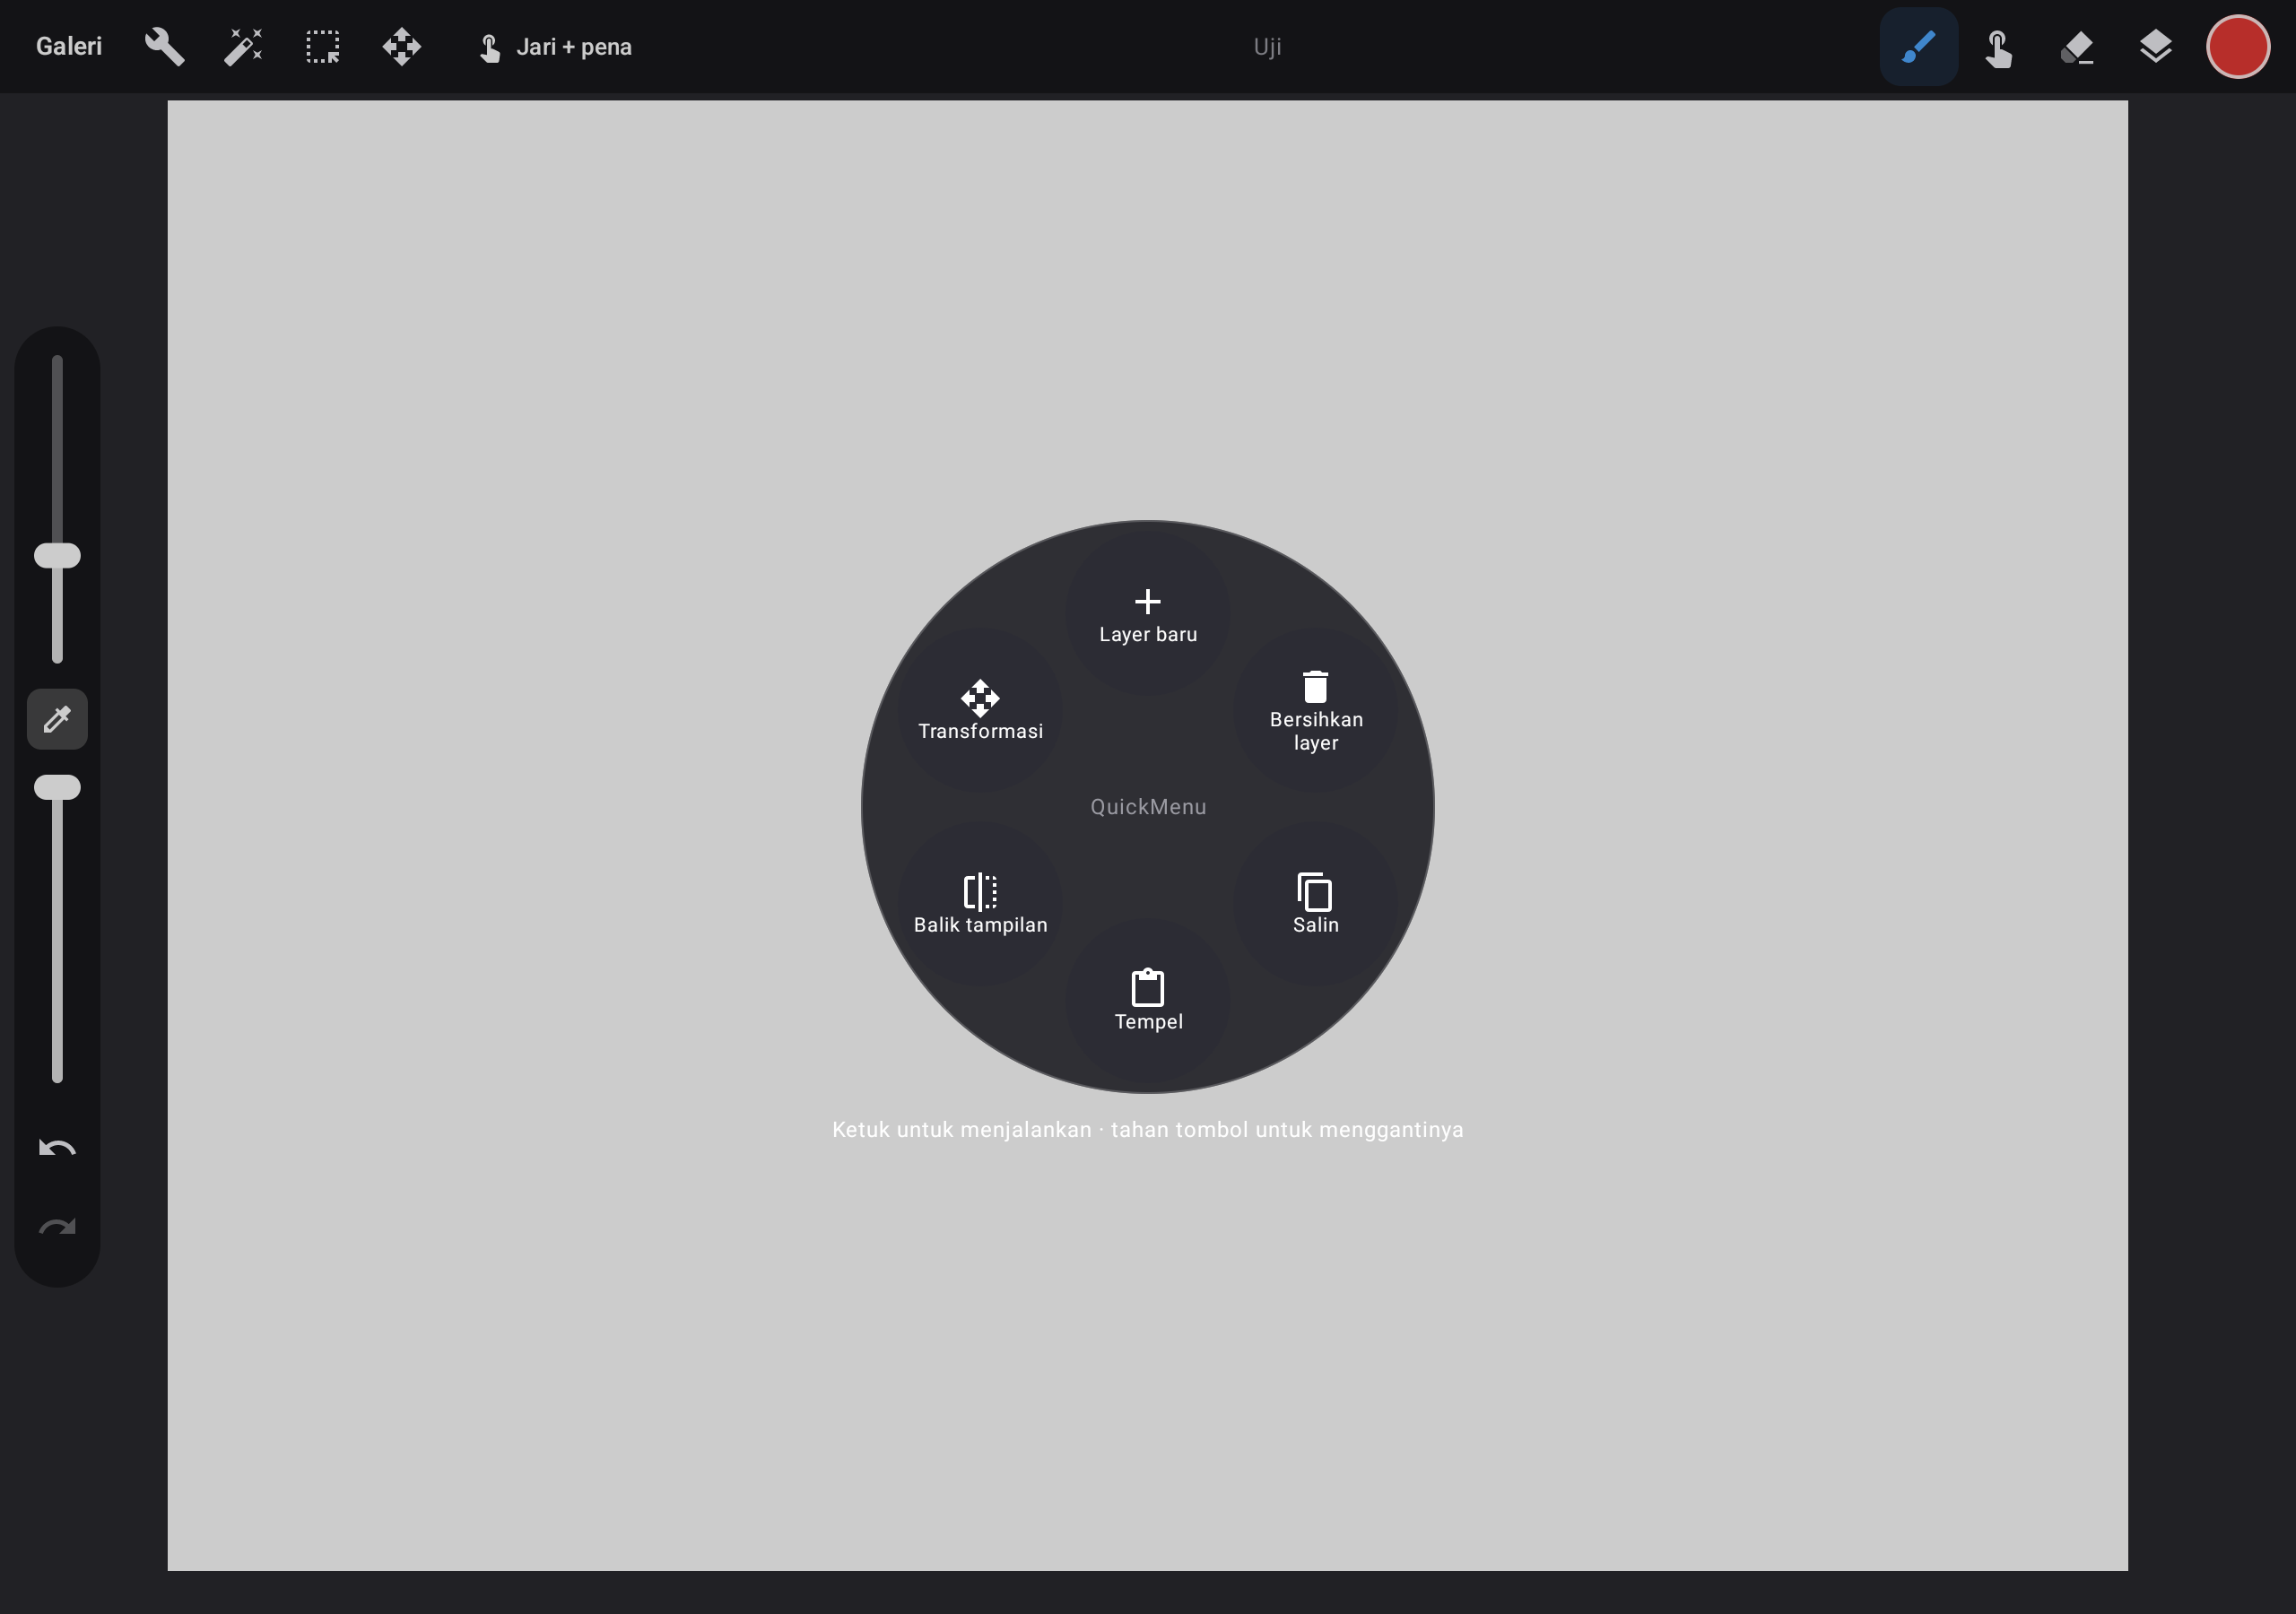 Galeri
Jari + pena
Uji
Layer baru
Transformasi
Bersihkan
layer
QuickMenu
Balik tampilan
Salin
Tempel
Ketuk untuk menjalankan · tahan tombol untuk menggantinya